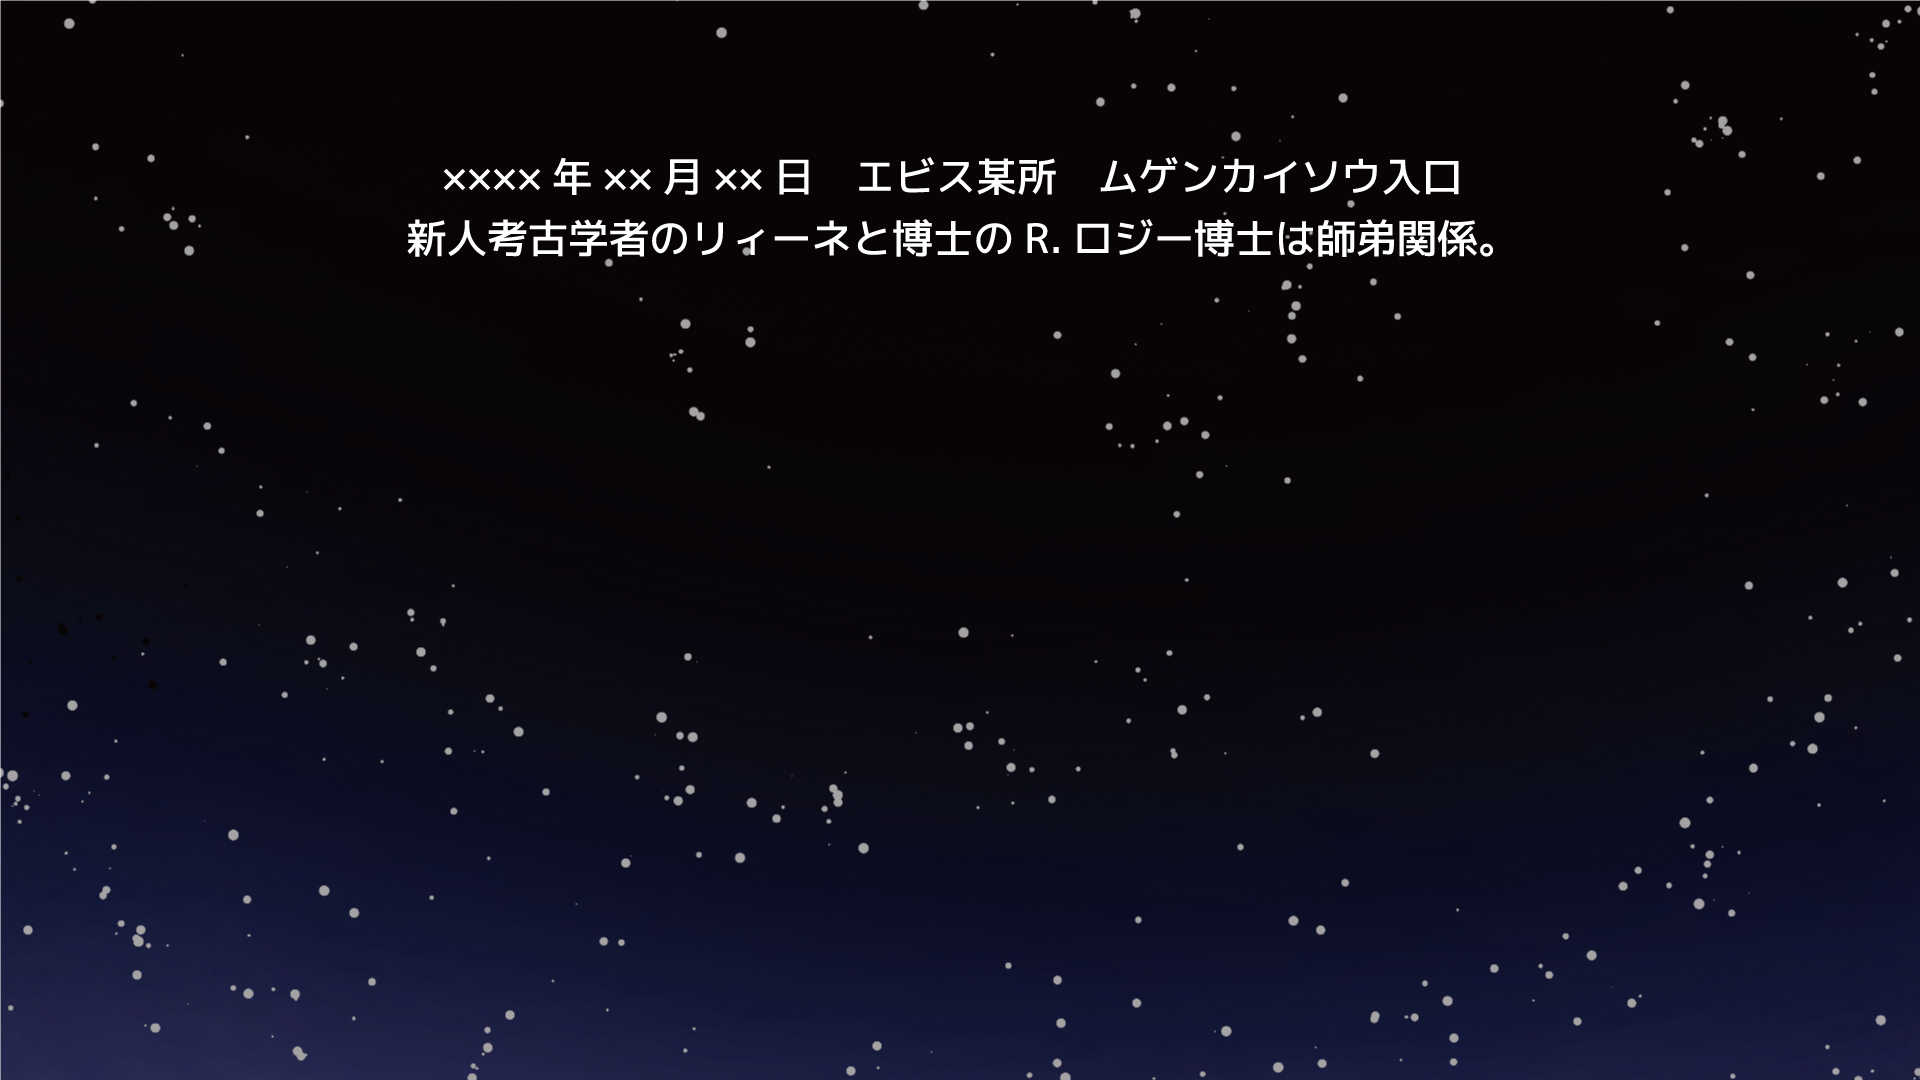 ××××年××月××日　エビス某所　ムゲンカイソウ入口
新人考古学者のリィーネと博士のR.ロジー博士は師弟関係。